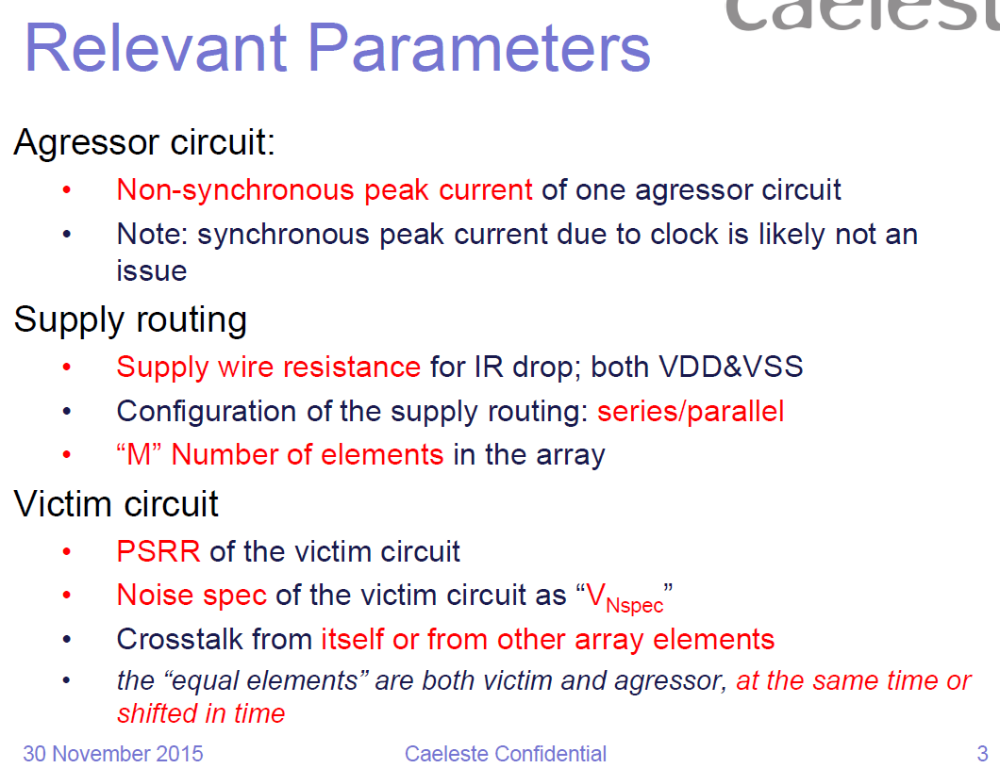 caelest
Relevant Parameters
Agressor circuit:
• Non-synchronous peak current of one agressor circuit
• Note: synchronous peak current due to clock is likely not an
issue
Supply routing
• Supply wire resistance for IR drop; both VDD&VSS
• Configuration of the supply routing: series/parallel
• “M” Number of elements in the array
Victim circuit
• PSRR of the victim circuit
• Noise spec of the victim circuit as “VNspec”
• Crosstalk from itself or from other array elements
• the “equal elements” are both victim and agressor, at the same time or
shifted in time
30 November 2015 Caeleste Confidential 3